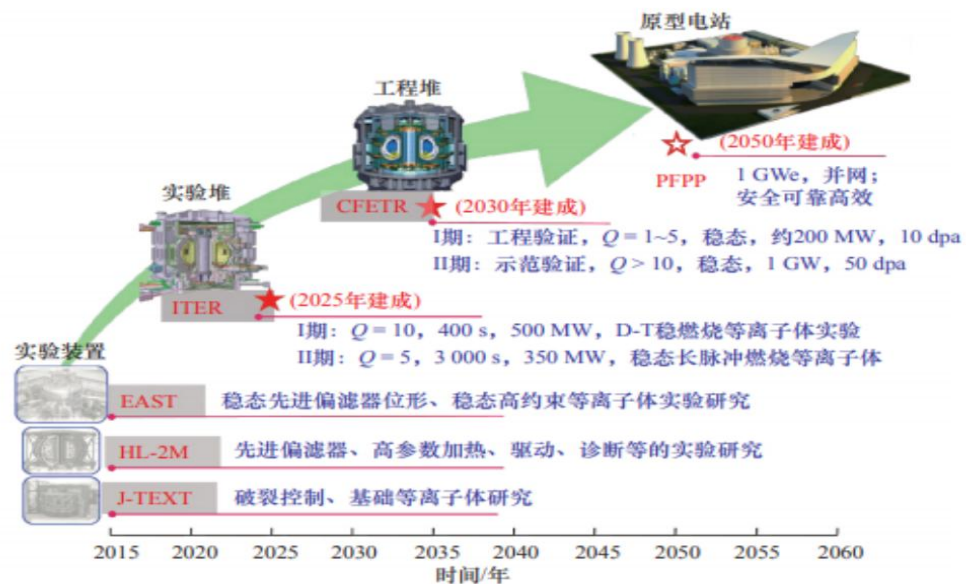 原型电站
工程堆
(2050年建成)
PFPP
1 GWe，并网；
安全可靠高效
实验堆
CFETR
(2030年建成)
I期：工程验证，Q = 1~5，稳态，约200 MW，10 dpa
II期：示范验证，Q > 10，稳态，1 GW，50 dpa
ITER
(2025年建成)
I期：Q = 10，400 s，500 MW，D-T稳燃烧等离子体实验
II期：Q = 5，3 000 s，350 MW，稳态长脉冲燃烧等离子体
实验装置
EAST
稳态先进偏滤器位形、稳态高约束等离子体实验研究
HL-2M
先进偏滤器、高参数加热、驱动、诊断等的实验研究
J-TEXT
破裂控制、基础等离子体研究
2015 2020 2025 2030 2035 2040 2045 2050 2055 2060
时间/年